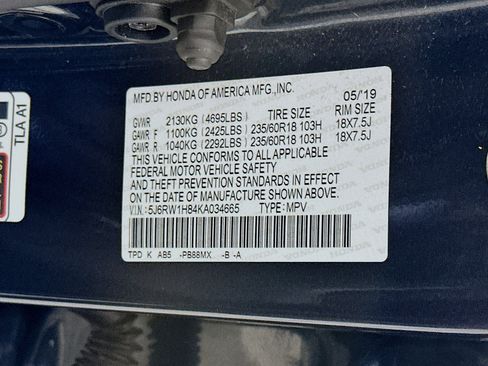 MFD.BY HONDA OF AMERICA MFG.,INC.
05/'19
GVWR 2130KG (4695LBS) TIRE SIZE RIM SIZE
GAWR F 1100KG (2425LBS) 235/60R18 103H 18X7.5J
GAWR R 1040KG (2292LBS) 235/60R18 103H 18X7.5J
THIS VEHICLE CONFORMS TO ALL APPLICABLE
FEDERAL MOTOR VEHICLE SAFETY
AND THEFT PREVENTION STANDARDS IN EFFECT
ON THE DATE OF MANUFACTURE SHOWN ABOVE.
V.I.N.: 5J6RW1H84KA034665 TYPE: MPV
TPD K AB5 -PB88MX -B -A
TLA A1